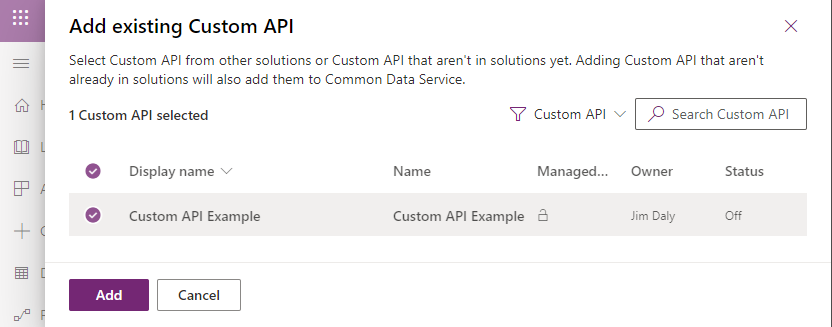 Add existing Custom API
Select Custom API from other solutions or Custom API that aren't in solutions yet. Adding Custom API that aren't
already in solutions will also add them to Common Data Service.
1 Custom API selected
Custom API
Search Custom API
Display name Name Managed... Owner Status
Custom API Example Custom API Example Jim Daly Off
Add Cancel